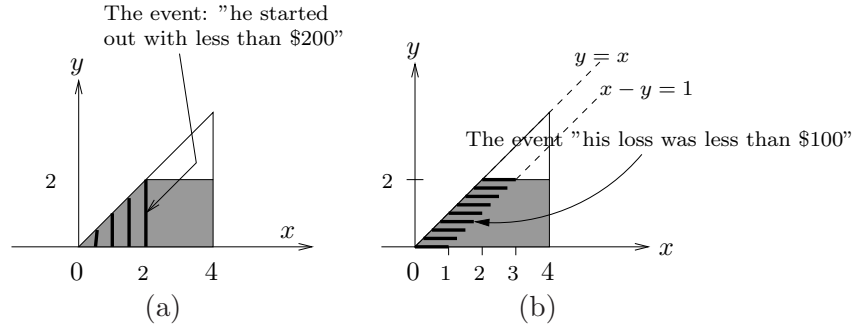 The event: ”he started
out with less than $200”
y
2
x
0
2
4
(a)
y
y = x
x − y = 1
The event ”his loss was less than $100”
2
x
0
1
2
3
4
(b)